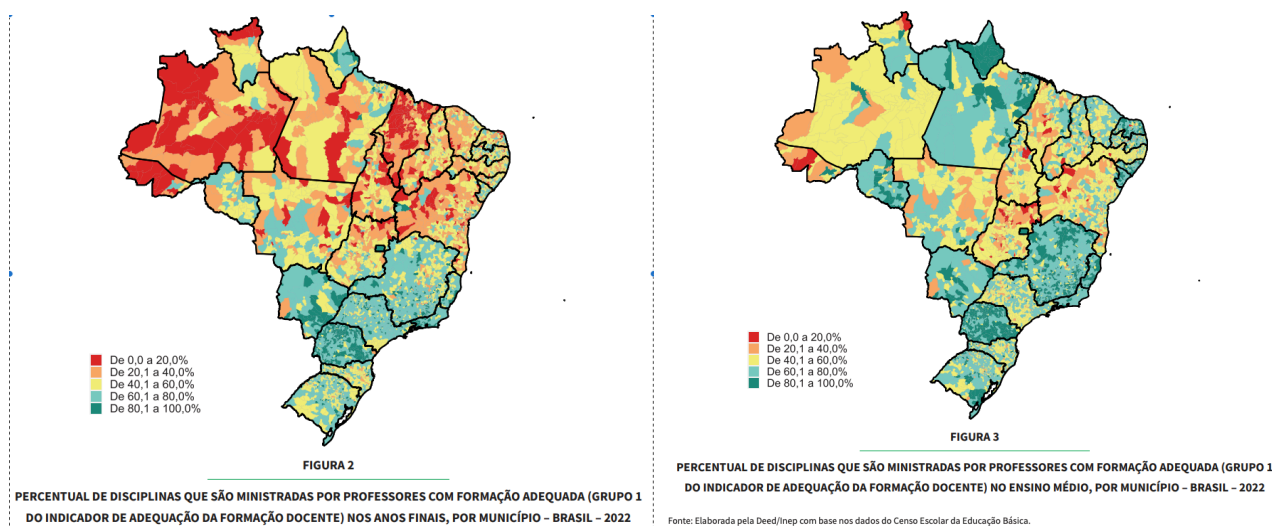 De 0,0 a 20,0%
De 20,1 a 40,0%
De 40,1 a 60,0%
De 60,1 a 80,0%
De 80,1 a 100,0%
FIGURA 2
PERCENTUAL DE DISCIPLINAS QUE SÃO MINISTRADAS POR PROFESSORES COM FORMAÇÃO ADEQUADA (GRUPO 1
DO INDICADOR DE ADEQUAÇÃO DA FORMAÇÃO DOCENTE) NOS ANOS FINAIS, POR MUNICÍPIO – BRASIL – 2022
De 0,0 a 20,0%
De 20,1 a 40,0%
De 40,1 a 60,0%
De 60,1 a 80,0%
De 80,1 a 100,0%
FIGURA 3
PERCENTUAL DE DISCIPLINAS QUE SÃO MINISTRADAS POR PROFESSORES COM FORMAÇÃO ADEQUADA (GRUPO 1
DO INDICADOR DE ADEQUAÇÃO DA FORMAÇÃO DOCENTE) NO ENSINO MÉDIO, POR MUNICÍPIO – BRASIL – 2022
Fonte: Elaborada pela Deed/Inep com base nos dados do Censo Escolar da Educação Básica.